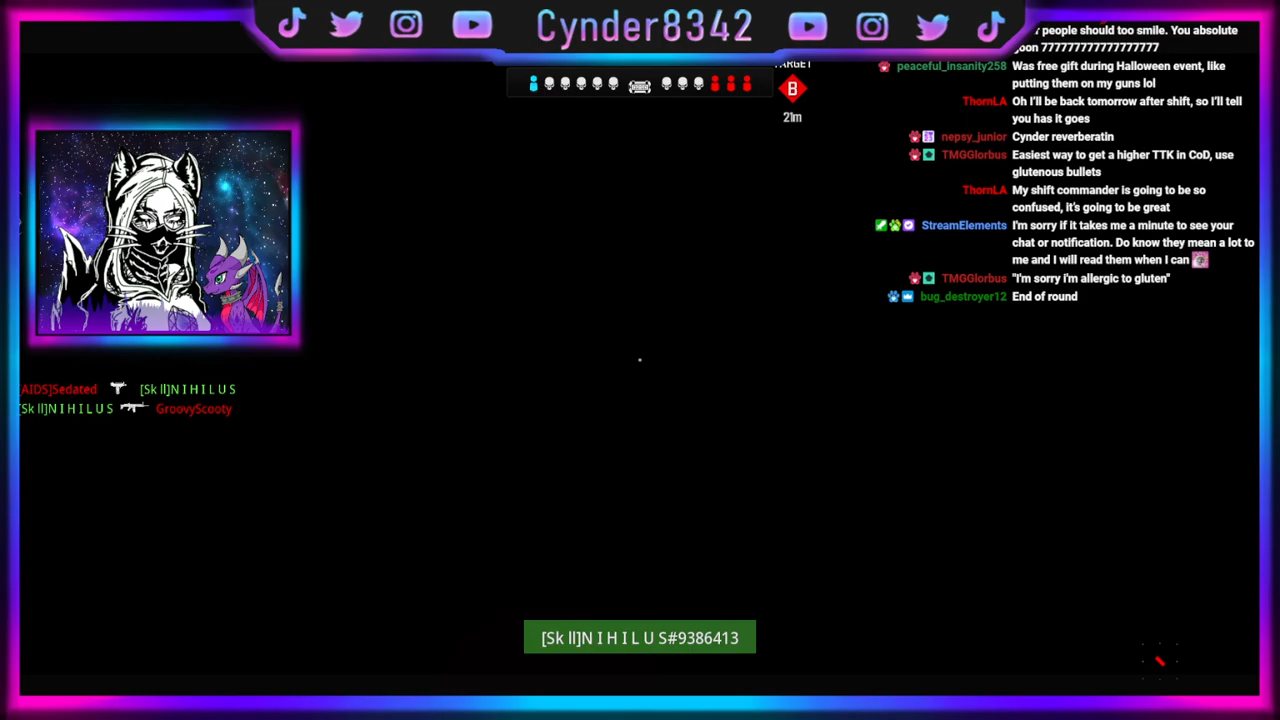 Cynder8342
TARGET
B
21m
people should too smile. You absolute
goon 77777777777777777
peaceful_insanity258 Was free gift during Halloween event, like
putting them on my guns lol
ThornLA Oh I'll be back tomorrow after shift, so I'll tell
you has it goes
nepsy_junior Cynder reverberatin
TMGGlorbus Easiest way to get a higher TTK in CoD, use
glutenous bullets
ThornLA My shift commander is going to be so
confused, it's going to be great
StreamElements I'm sorry if it takes me a minute to see your
chat or notification. Do know they mean a lot to
me and I will read them when I can
TMGGlorbus "I'm sorry i'm allergic to gluten"
bug_destroyer12 End of round
[AIDS]Sedated [Sk ll]N I H I L U S
[Sk ll]N I H I L U S GroovyScooty
[Sk ll]N I H I L U S#9386413